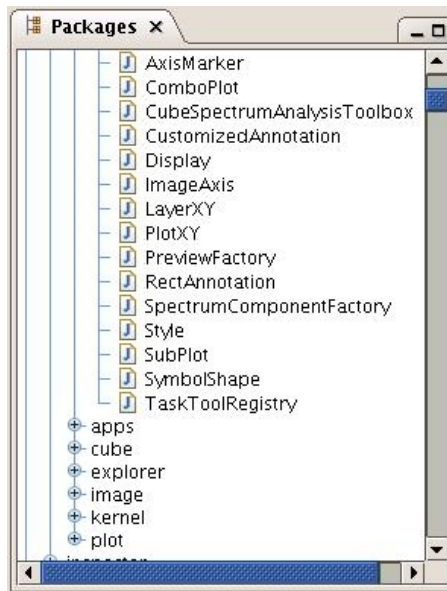 Packages
AxisMarker
ComboPlot
CubeSpectrumAnalysisToolbox
CustomizedAnnotation
Display
ImageAxis
LayerXY
PlotXY
PreviewFactory
RectAnnotation
SpectrumComponentFactory
Style
SubPlot
SymbolShape
TaskToolRegistry
apps
cube
explorer
image
kernel
plot